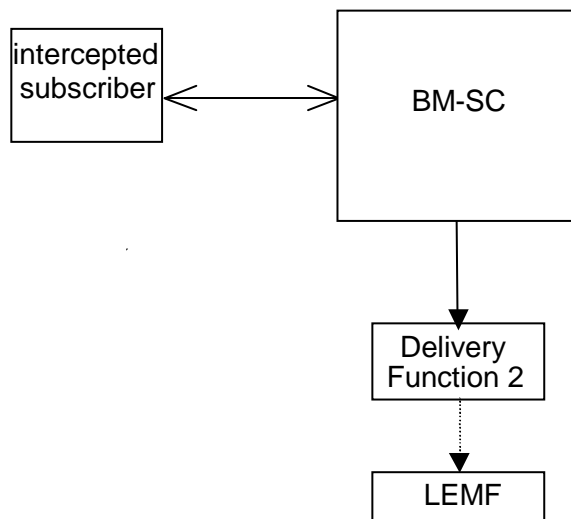 intercepted
subscriber
BM-SC
Delivery
Function 2
LEMF